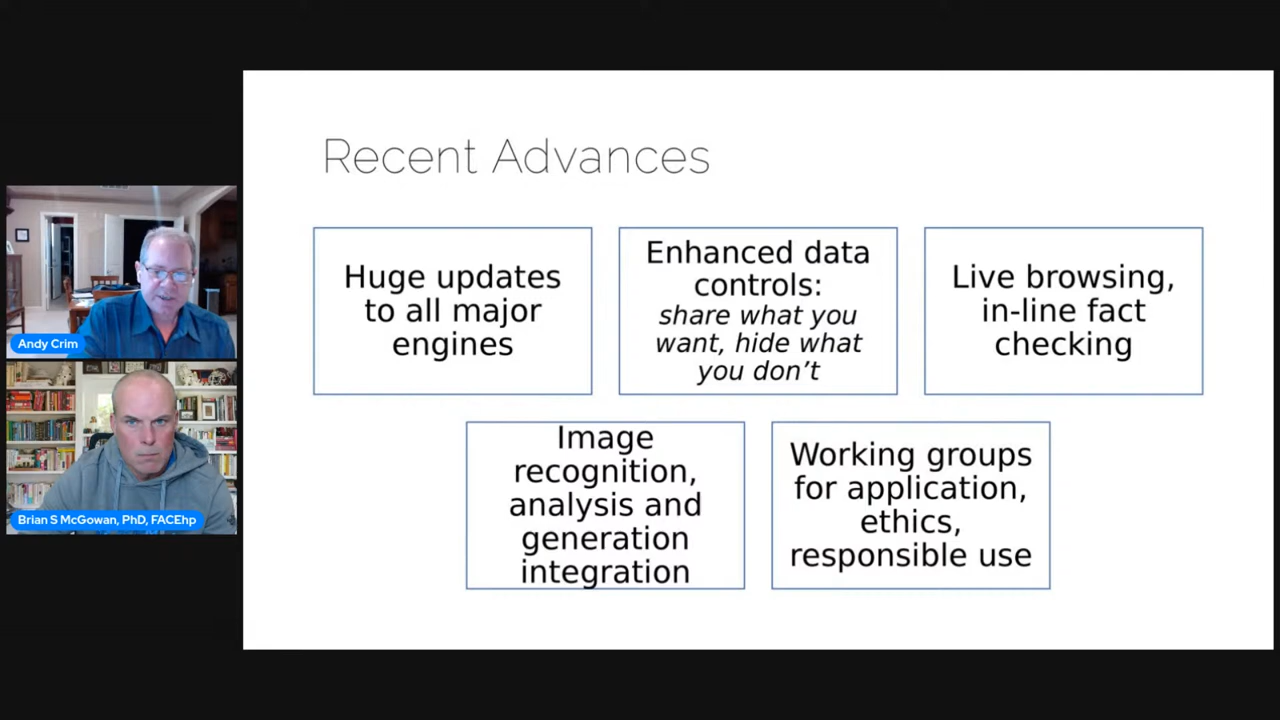 Recent Advances
Huge updates
to all major
engines
Enhanced data
controls:
share what you
want, hide what
you don’t
Live browsing,
in-line fact
checking
Image
recognition,
analysis and
generation
integration
Working groups
for application,
ethics,
responsible use
Andy Crim
Brian S McGowan, PhD, FACEhp